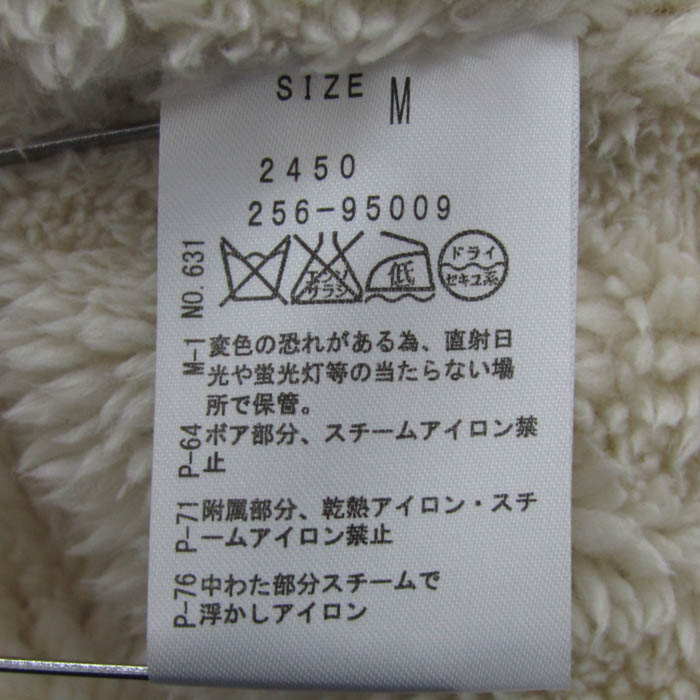 SIZE M
2450
256-95009
NO.631
エンソ
サラシ
低
ドライ
セキユ系
M-1 変色の恐れがある為、直射日
光や蛍光灯等の当たらない場
所で保管。
P-64 ボア部分、スチームアイロン禁
止
P-71 附属部分、乾熱アイロン・スチ
ームアイロン禁止
P-76 中わた部分スチームで
浮かしアイロン